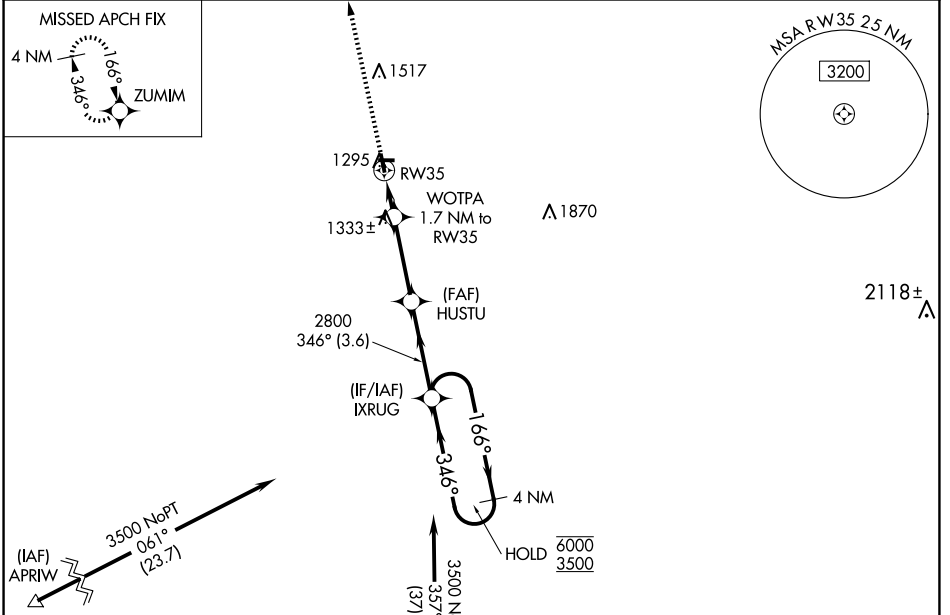 MISSED APCH FIX
4 NM
166°
346°
ZUMIM
MSA RW35 25 NM
3200
1517
1295
RW35
WOTPA
1.7 NM to
RW35
1333±
1870
2118±
(FAF)
HUSTU
2800
346° (3.6)
(IF/IAF)
IXRUG
166°
346°
4 NM
HOLD
6000
3500
3500 NoPT
061°
(23.7)
(IAF)
APRIW
3500 N
357°
(37)